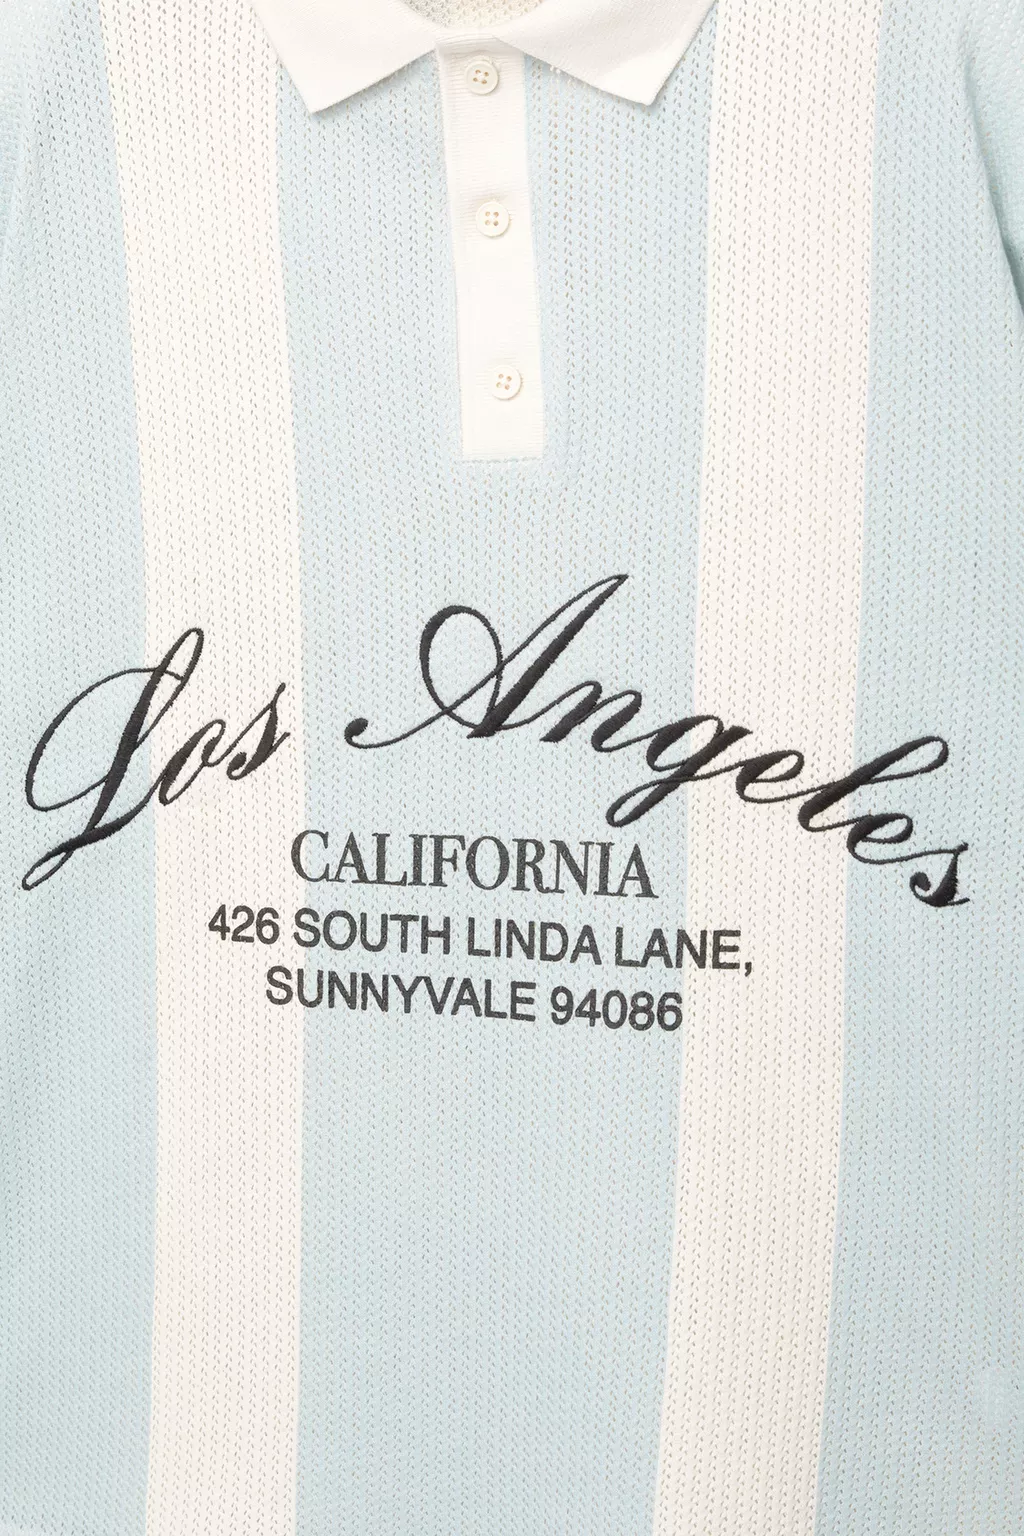 Los Angeles
CALIFORNIA
426 SOUTH LINDA LANE,
SUNNYVALE 94086